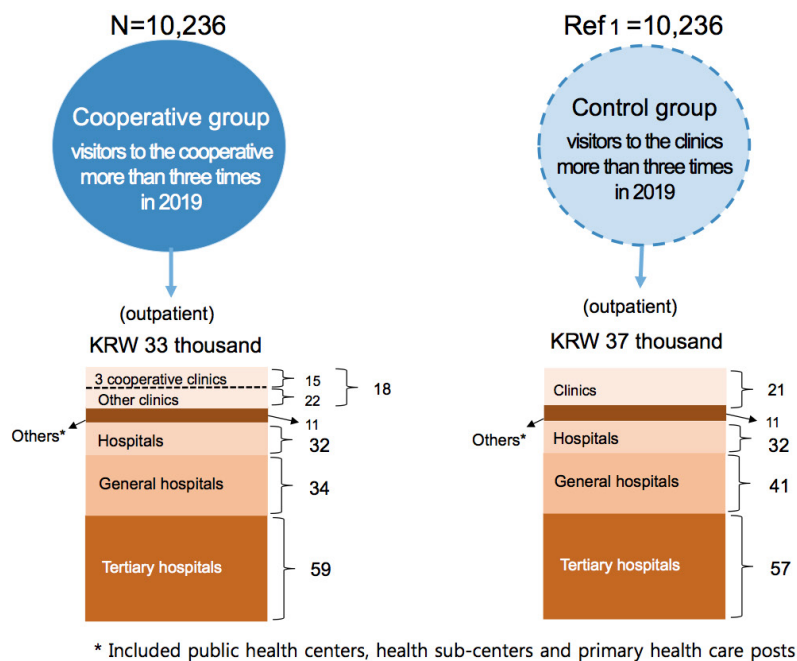 N=10,236
Cooperative group
visitors to the cooperative
more than three times
in 2019
(outpatient)
KRW 33 thousand
3 cooperative clinics
15
18
Other clinics
22
Others*
11
Hospitals
32
General hospitals
34
Tertiary hospitals
59
Ref 1 =10,236
Control group
visitors to the clinics
more than three times
in 2019
(outpatient)
KRW 37 thousand
Clinics
21
Others*
11
Hospitals
32
General hospitals
41
Tertiary hospitals
57
* Included public health centers, health sub-centers and primary health care posts